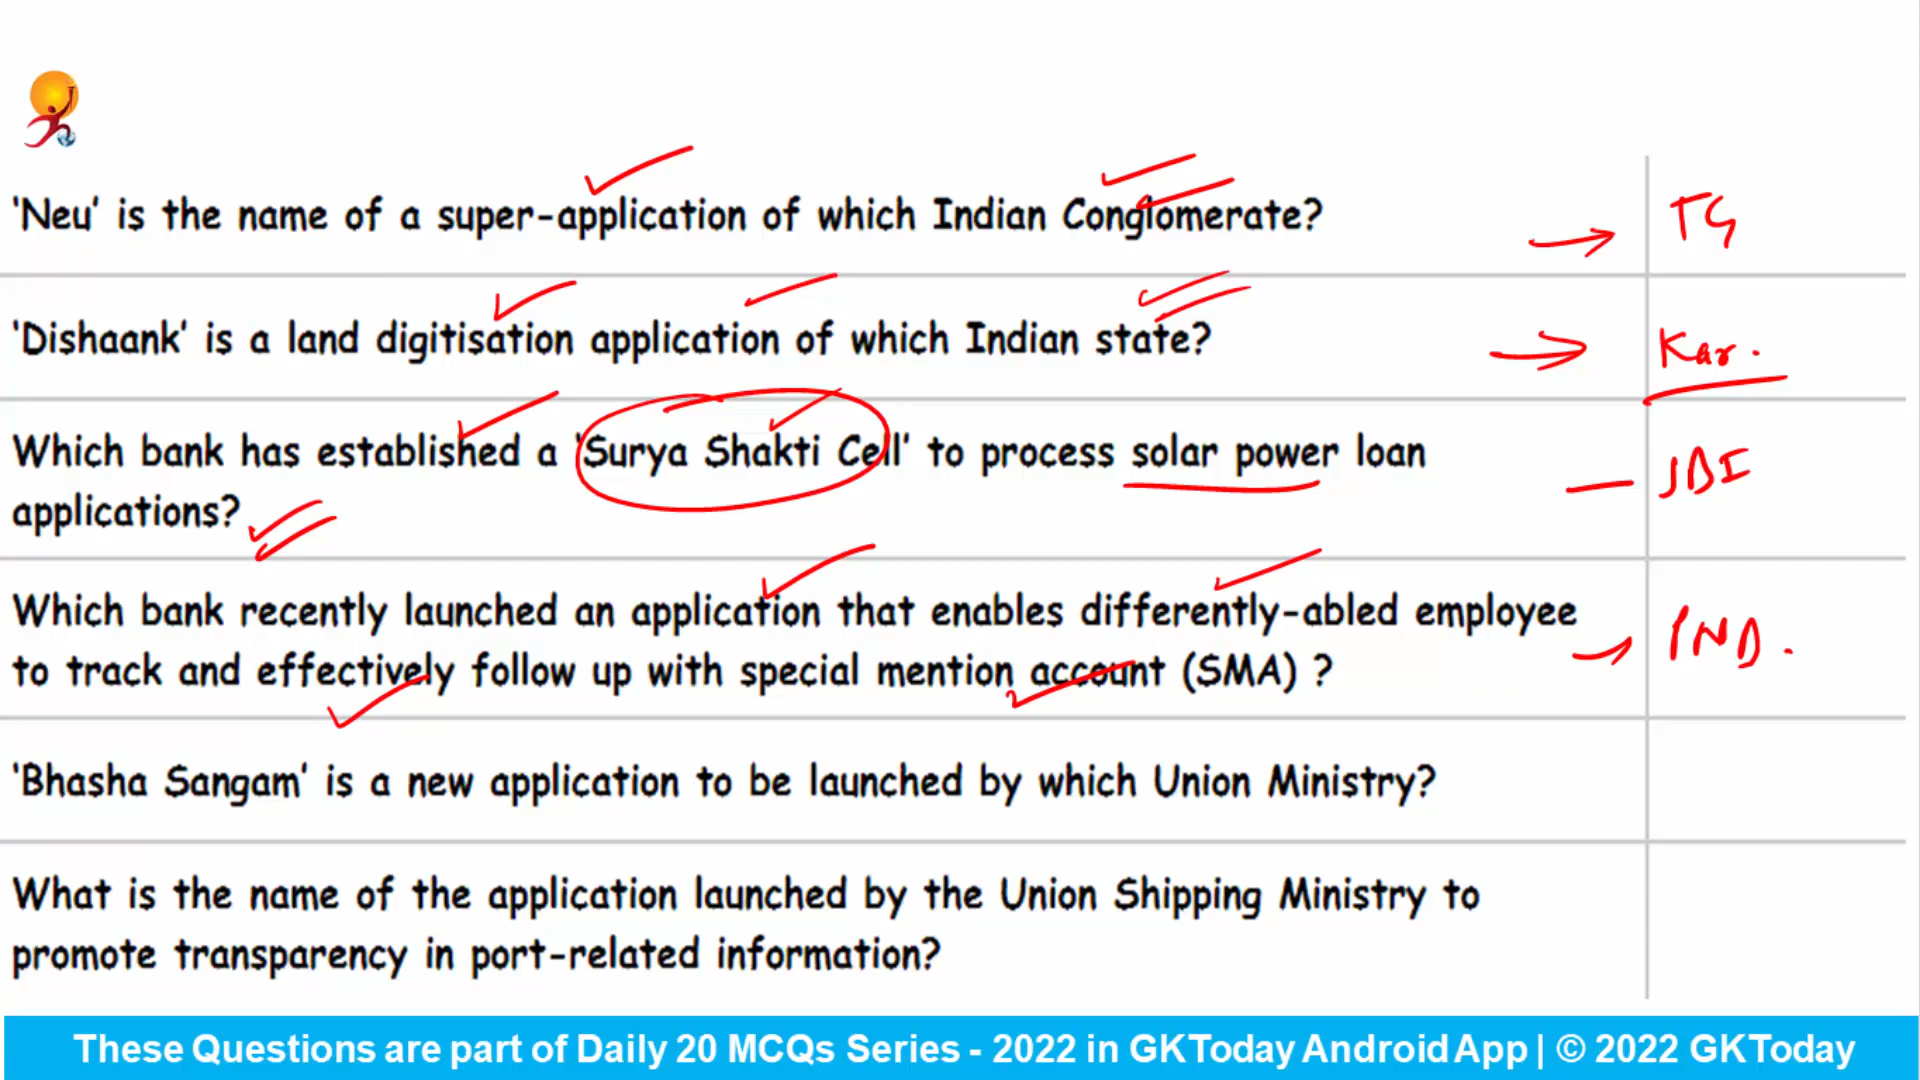 ‘Neu’ is the name of a super-application of which Indian Conglomerate?
TG
‘Dishaank’ is a land digitisation application of which Indian state?
Kar.
Which bank has established a ‘Surya Shakti Cell’ to process solar power loan
applications?
SBI
Which bank recently launched an application that enables differently-abled employee
to track and effectively follow up with special mention account (SMA) ?
PNB.
‘Bhasha Sangam’ is a new application to be launched by which Union Ministry?
What is the name of the application launched by the Union Shipping Ministry to
promote transparency in port-related information?
These Questions are part of Daily 20 MCQs Series - 2022 in GKToday Android App | © 2022 GKToday